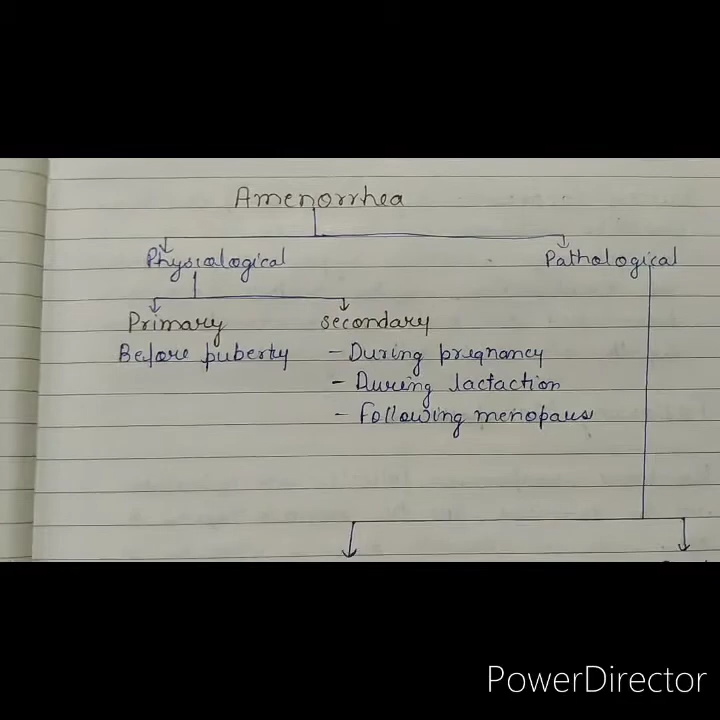 Amenorrhea
Physiological
Pathological
Primary
secondary
Before puberty
- During pregnancy
- During lactaction
- Following menopaus
PowerDirector